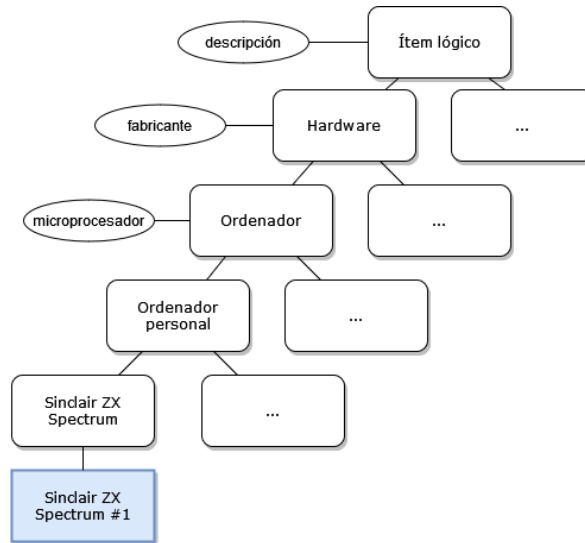 descripción
Ítem lógico
fabricante
Hardware
...
microprocesador
Ordenador
...
Ordenador
personal
...
Sinclair ZX
Spectrum
...
Sinclair ZX
Spectrum #1